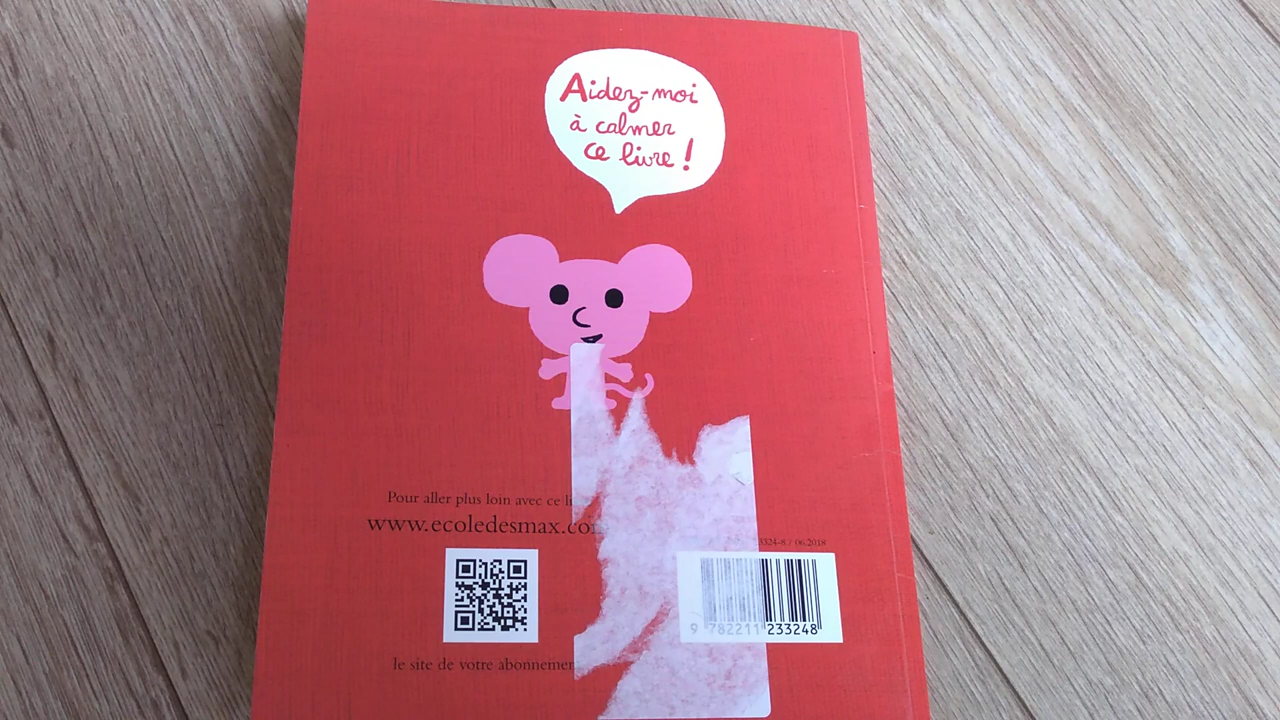 Aidez-moi
à calmer
ce livre !
Pour aller plus loin avec ce
www.ecoledesmax.co
3324-8 / 06.2018
9 782211 233248
le site de votre abonnemen